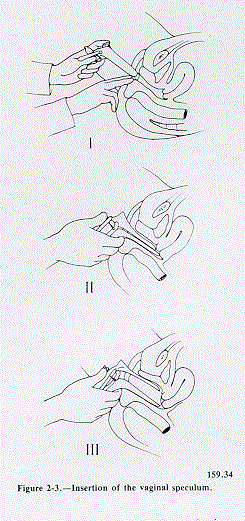 I
II
III
159.34
Figure 2-3.—Insertion of the vaginal speculum.